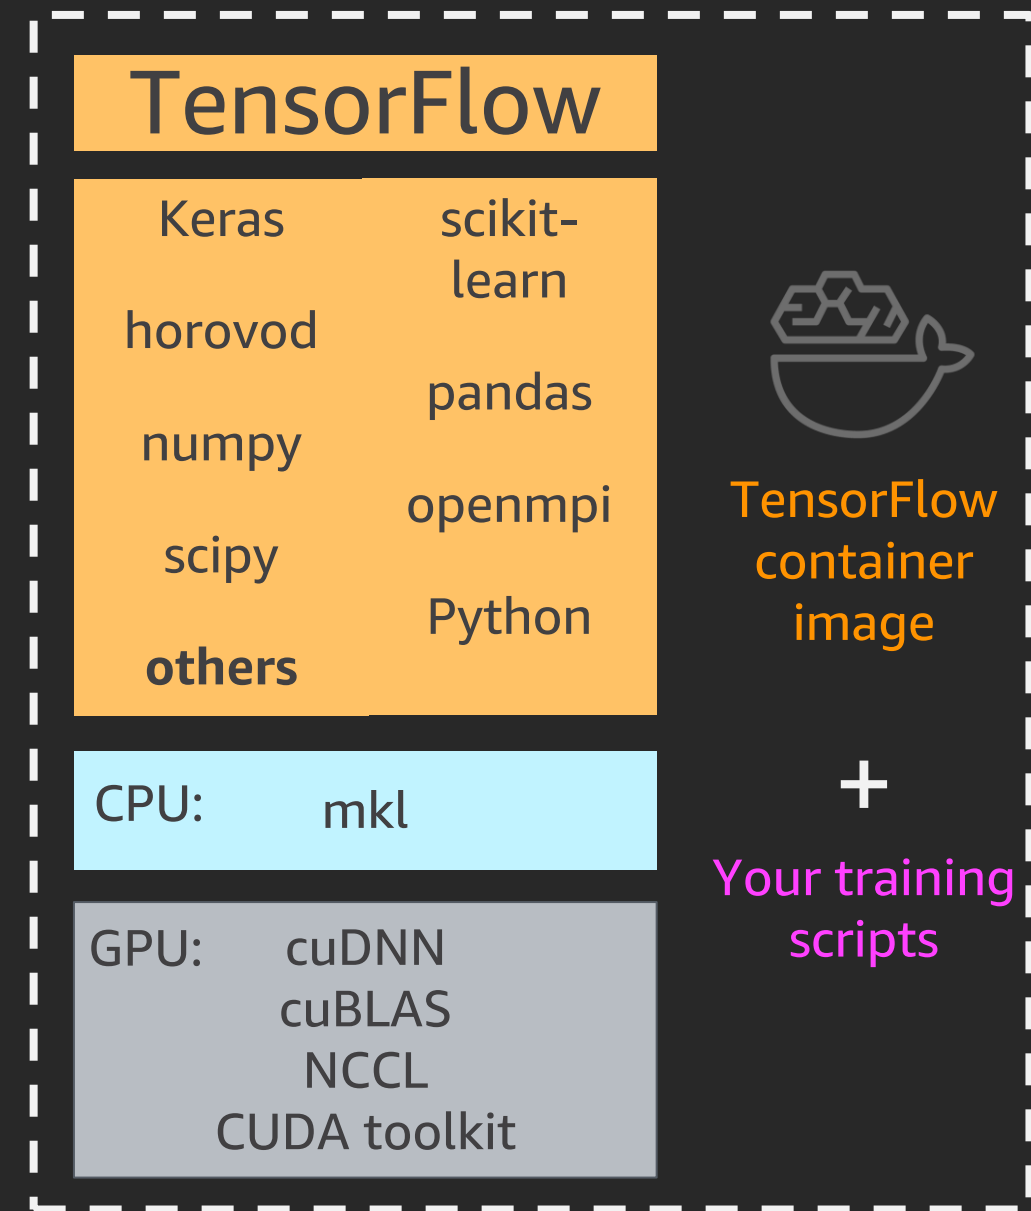 TensorFlow
Keras
horovod
numpy
scipy
others
scikit-
learn
pandas
openmpi
Python
CPU: mkl
GPU: cuDNN
cuBLAS
NCCL
CUDA toolkit
TensorFlow
container
image
+
Your training
scripts